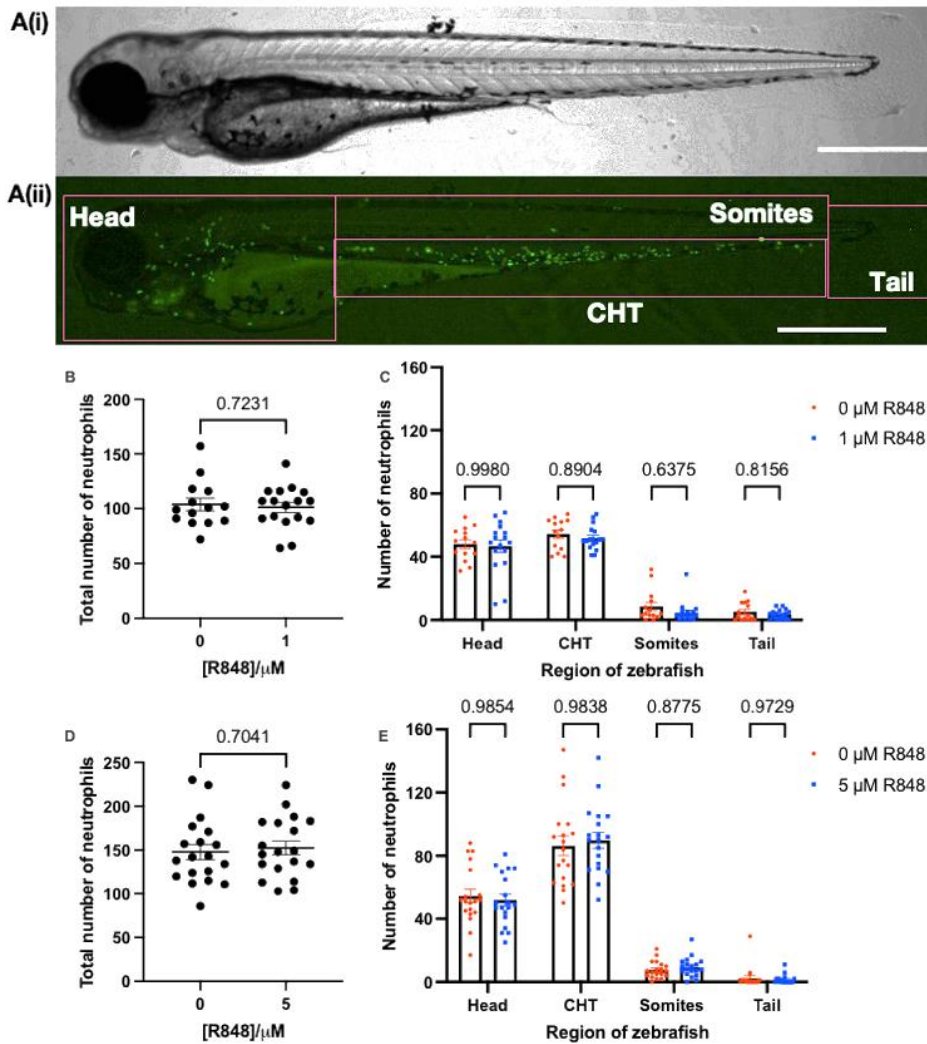 A(i)
A(ii)
Head
Somites
Tail
CHT
B
200
150
100
50
0
Total number of neutrophils
0.7231
0 1
[R848]/µM
C
160
120
80
40
0
Number of neutrophils
0.9980 0.8904 0.6375 0.8156
Head CHT Somites Tail
Region of zebrafish
0 µM R848
1 µM R848
D
250
200
150
100
50
0
Total number of neutrophils
0.7041
0 5
[R848]/µM
E
0.9854 0.9838 0.8775 0.9729
160
120
80
40
0
Number of neutrophils
Head CHT Somites Tail
Region of zebrafish
0 µM R848
5 µM R848